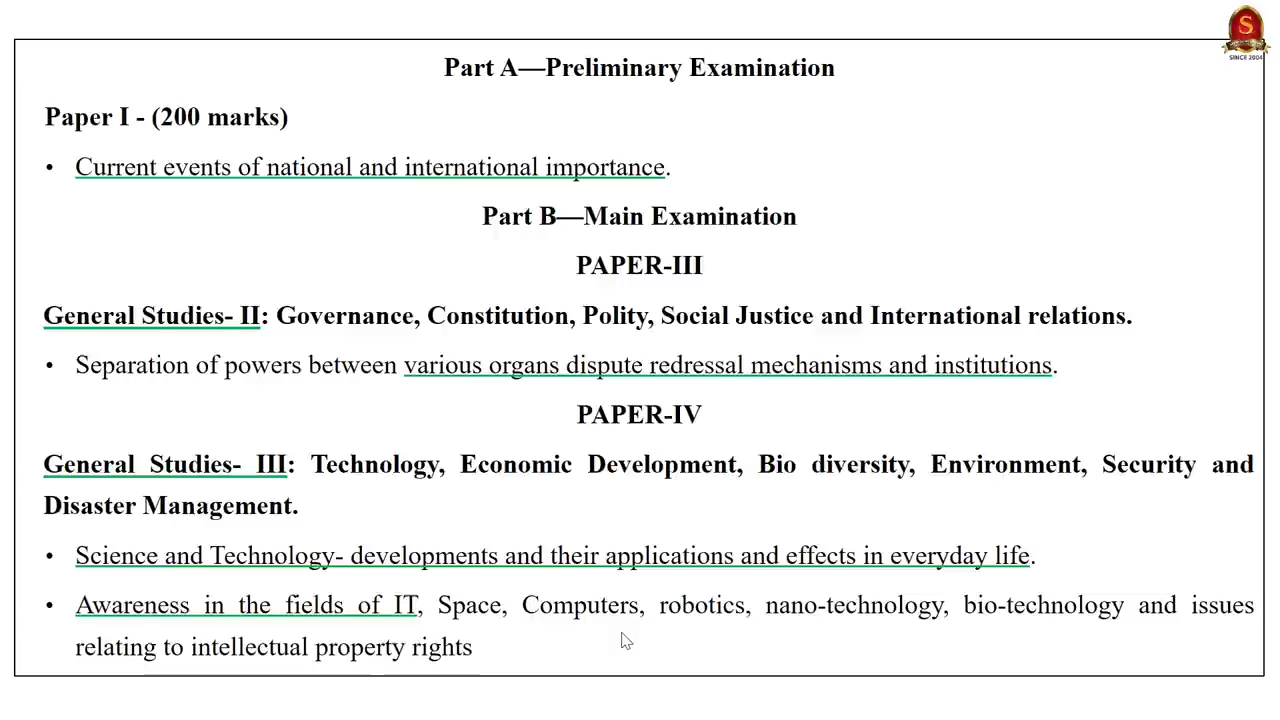 S
SINCE 2004
Part A—Preliminary Examination
Paper I - (200 marks)
• Current events of national and international importance.
Part B—Main Examination
PAPER-III
General Studies- II: Governance, Constitution, Polity, Social Justice and International relations.
• Separation of powers between various organs dispute redressal mechanisms and institutions.
PAPER-IV
General Studies- III: Technology, Economic Development, Bio diversity, Environment, Security and
Disaster Management.
• Science and Technology- developments and their applications and effects in everyday life.
• Awareness in the fields of IT, Space, Computers, robotics, nano-technology, bio-technology and issues
relating to intellectual property rights